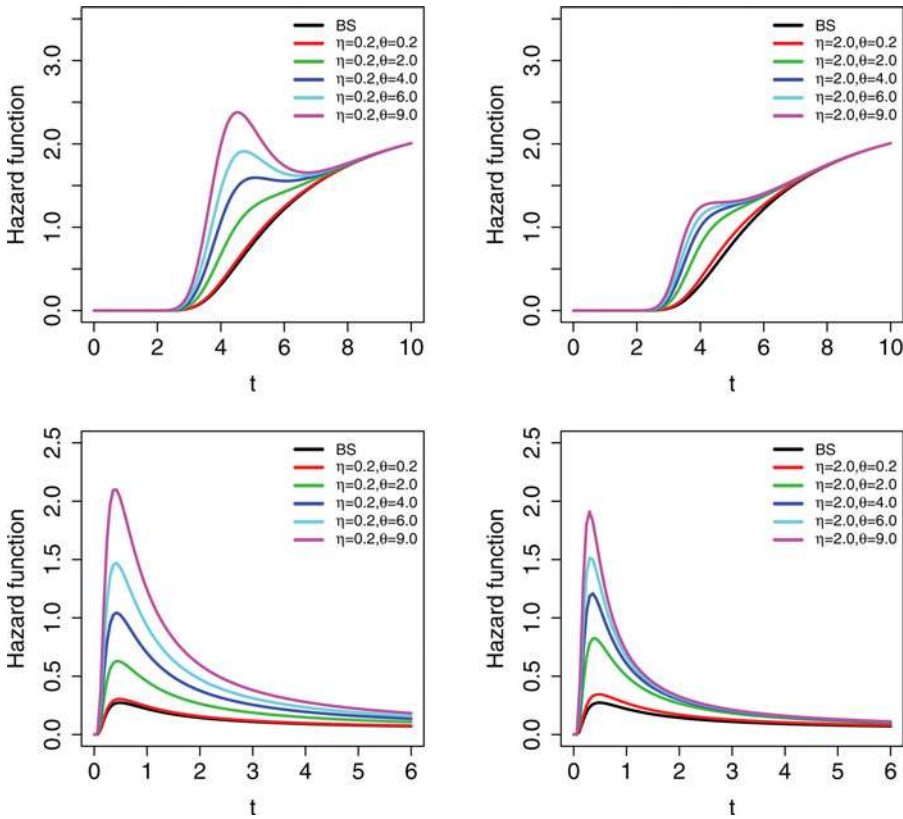 BS
η=0.2,θ=0.2
η=0.2,θ=2.0
η=0.2,θ=4.0
η=0.2,θ=6.0
η=0.2,θ=9.0
Hazard function
3.0
2.0
1.0
0.0
0 2 4 6 8 10
t
BS
η=2.0,θ=0.2
η=2.0,θ=2.0
η=2.0,θ=4.0
η=2.0,θ=6.0
η=2.0,θ=9.0
Hazard function
3.0
2.0
1.0
0.0
0 2 4 6 8 10
t
BS
η=0.2,θ=0.2
η=0.2,θ=2.0
η=0.2,θ=4.0
η=0.2,θ=6.0
η=0.2,θ=9.0
Hazard function
2.5
2.0
1.5
1.0
0.5
0.0
0 1 2 3 4 5 6
t
BS
η=2.0,θ=0.2
η=2.0,θ=2.0
η=2.0,θ=4.0
η=2.0,θ=6.0
η=2.0,θ=9.0
Hazard function
2.5
2.0
1.5
1.0
0.5
0.0
0 1 2 3 4 5 6
t